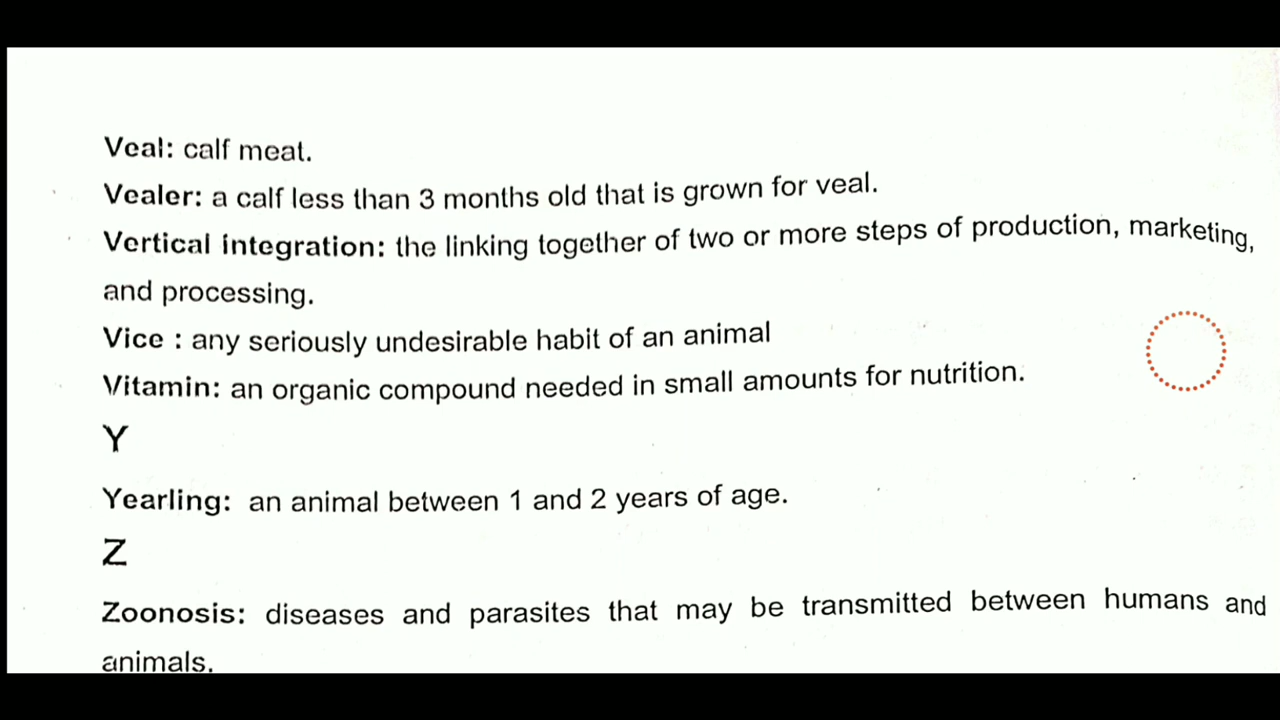 Veal: calf meat.
Vealer: a calf less than 3 months old that is grown for veal.
Vertical integration: the linking together of two or more steps of production, marketing,
and processing.
Vice : any seriously undesirable habit of an animal
Vitamin: an organic compound needed in small amounts for nutrition.
Y
Yearling: an animal between 1 and 2 years of age.
Z
Zoonosis: diseases and parasites that may be transmitted between humans and
animals.